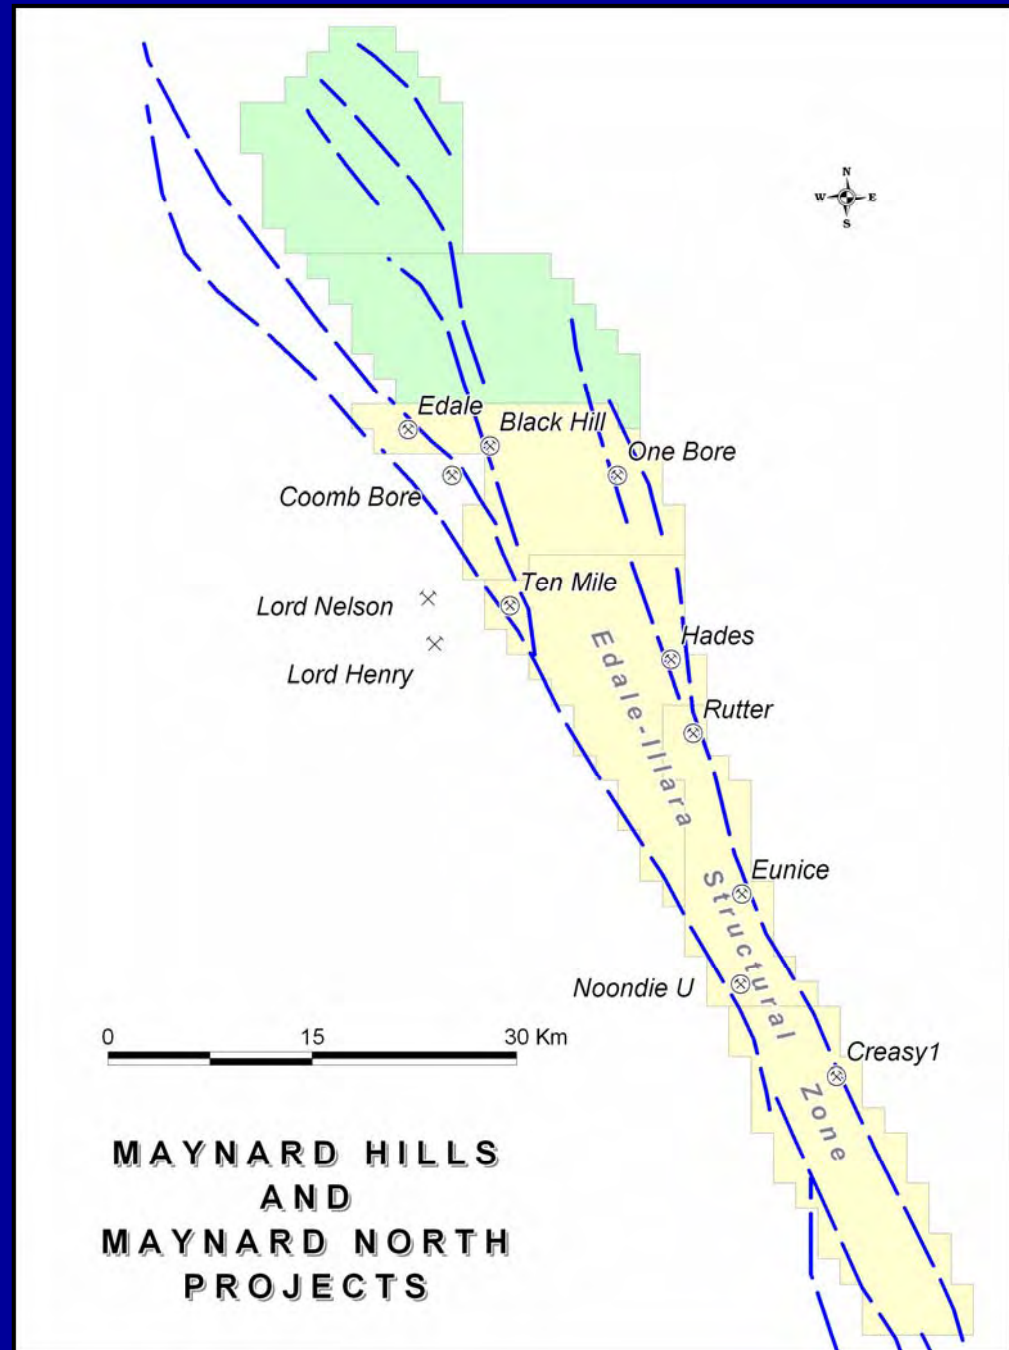 N
W E
S
Edale
Black Hill
One Bore
Coomb Bore
Ten Mile
Lord Nelson
Hades
Lord Henry
Rutter
Edale-Illara Structural Zone
Eunice
Noondie U
0 15 30 Km
Creasy1
MAYNARD HILLS
AND
MAYNARD NORTH
PROJECTS